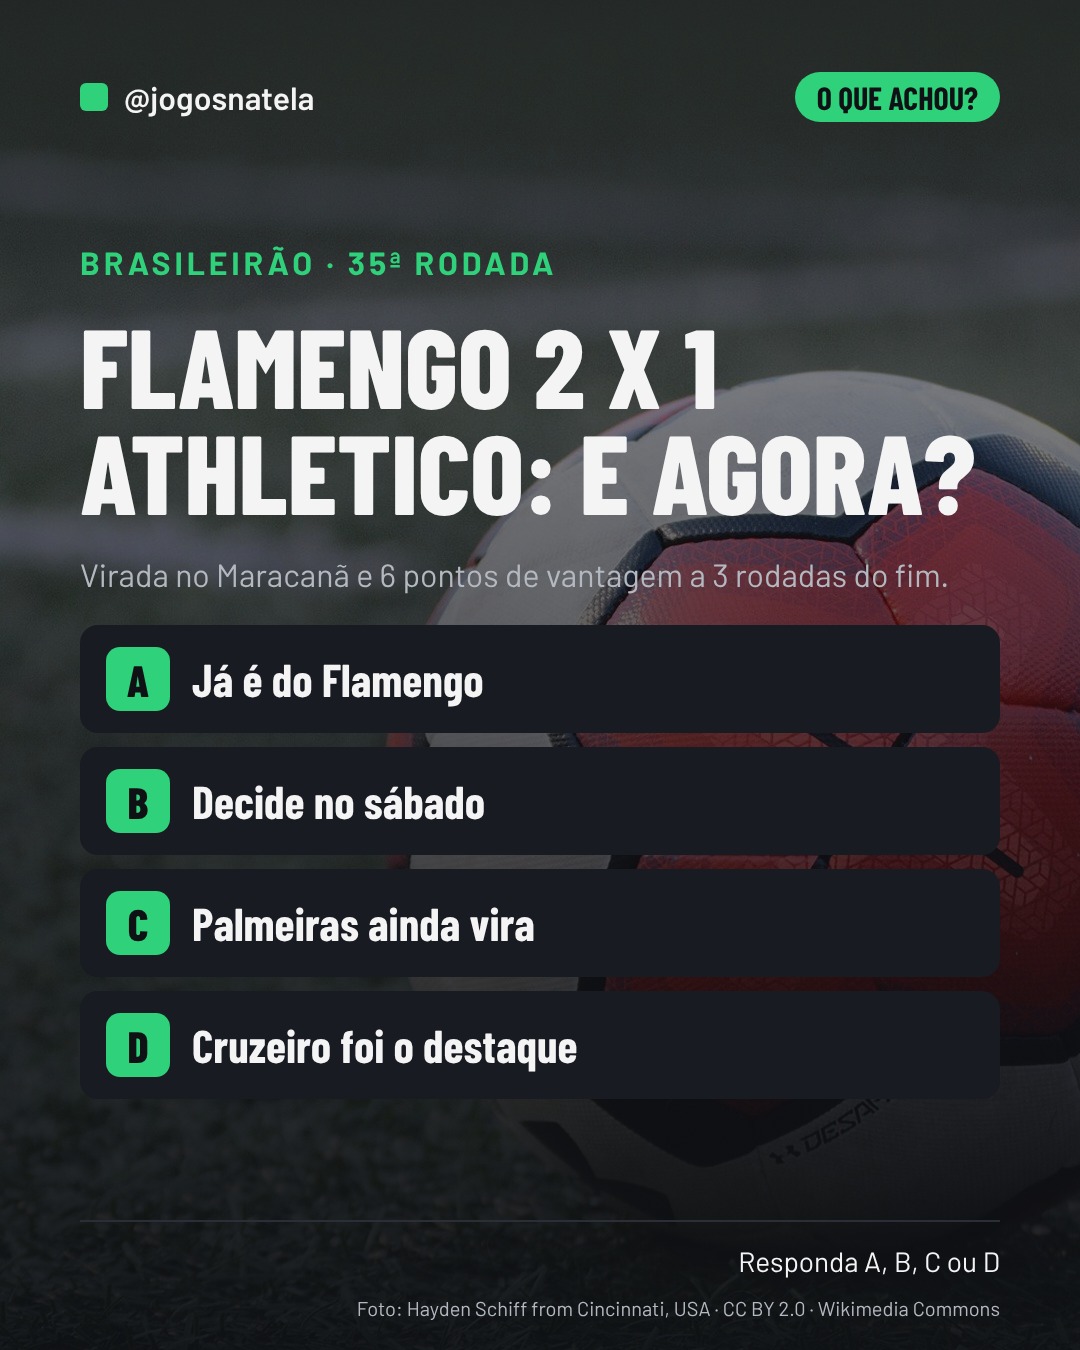 @jogosnatela
O QUE ACHOU?
BRASILEIRÃO · 35ª RODADA
FLAMENGO 2 X 1
ATHLETICO: E AGORA?
Virada no Maracanã e 6 pontos de vantagem a 3 rodadas do fim.
A Já é do Flamengo
B Decide no sábado
C Palmeiras ainda vira
D Cruzeiro foi o destaque
Responda A, B, C ou D
Foto: Hayden Schiff from Cincinnati, USA · CC BY 2.0 · Wikimedia Commons